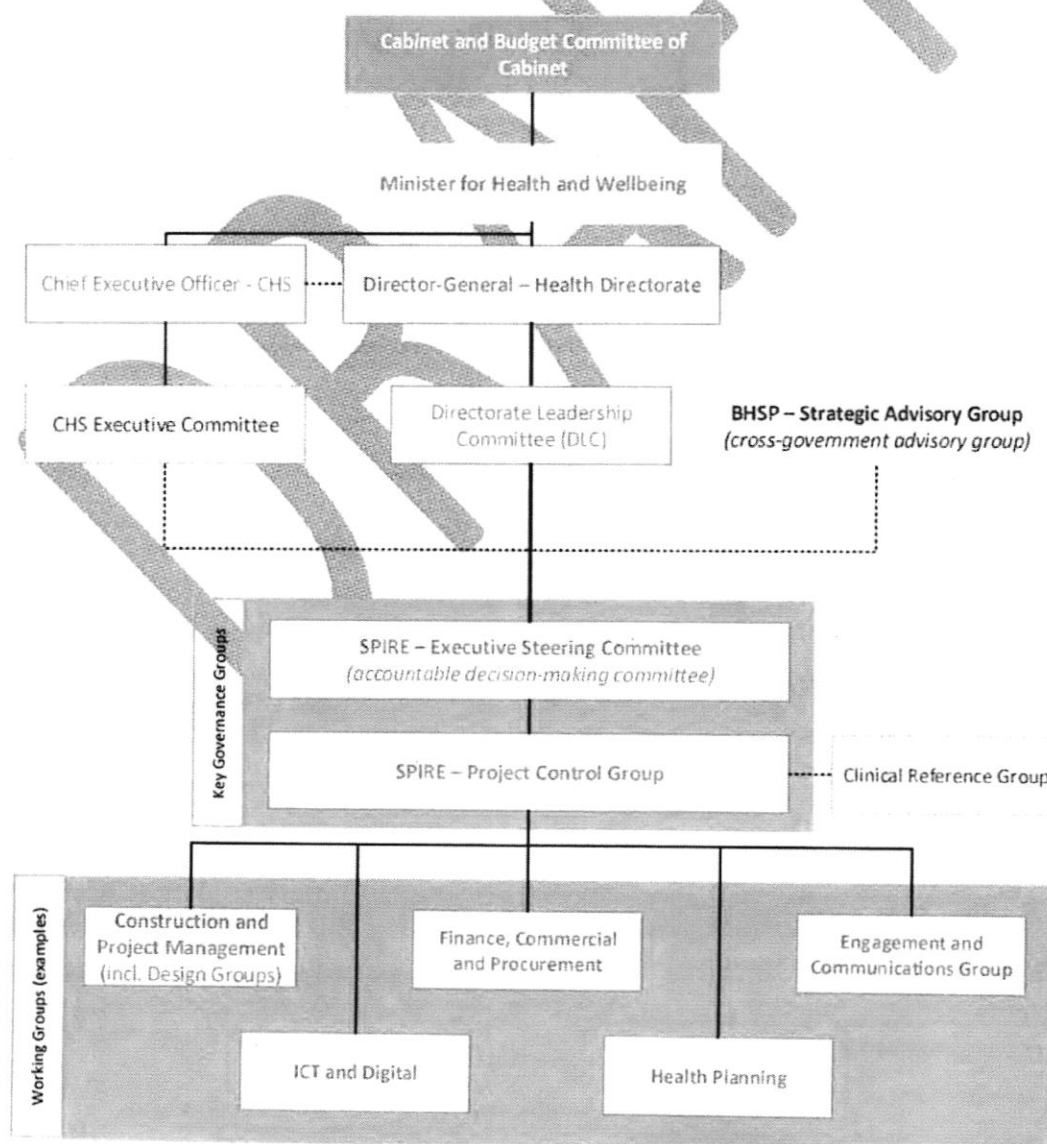 Cabinet and Budget Committee of
Cabinet
Minister for Health and Wellbeing
Chief Executive Officer - CHS
Director-General – Health Directorate
CHS Executive Committee
Directorate Leadership
Committee (DLC)
BHSP – Strategic Advisory Group
(cross-government advisory group)
Key Governance Groups
SPIRE – Executive Steering Committee
(accountable decision-making committee)
SPIRE – Project Control Group
Clinical Reference Group
Working Groups (examples)
Construction and
Project Management
(incl. Design Groups)
Finance, Commercial
and Procurement
Engagement and
Communications Group
ICT and Digital
Health Planning